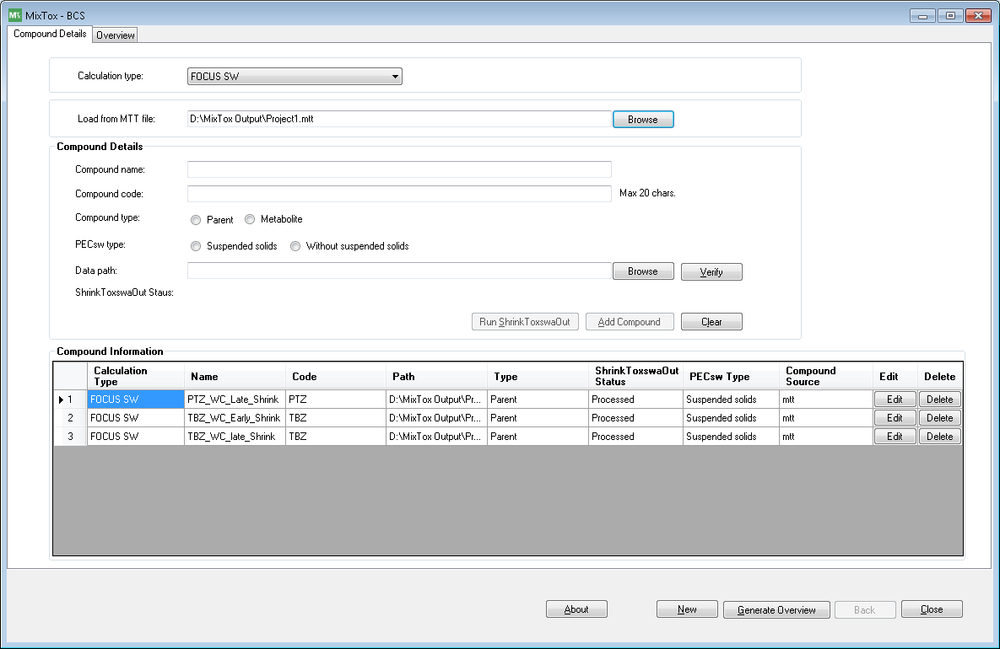 MixTox - BCS
Compound Details Overview
Calculation type: FOCUS SW
Load from MTT file: D:\MixTox Output\Project1.mtt Browse
Compound Details
Compound name:
Compound code: Max 20 chars.
Compound type: Parent Metabolite
PECsw type: Suspended solids Without suspended solids
Data path: Browse Verify
ShrinkToxswaOut Staus:
Run ShrinkToxswaOut Add Compound Clear
Compound Information
Calculation Type Name Code Path Type ShrinkToxswaOut Status PECsw Type Compound Source Edit Delete
1 FOCUS SW PTZ_WC_Late_Shrink PTZ D:\MixTox Output\Pr... Parent Processed Suspended solids mtt Edit Delete
2 FOCUS SW TBZ_WC_Early_Shrink TBZ D:\MixTox Output\Pr... Parent Processed Suspended solids mtt Edit Delete
3 FOCUS SW TBZ_WC_late_Shrink TBZ D:\MixTox Output\Pr... Parent Processed Suspended solids mtt Edit Delete
About New Generate Overview Back Close